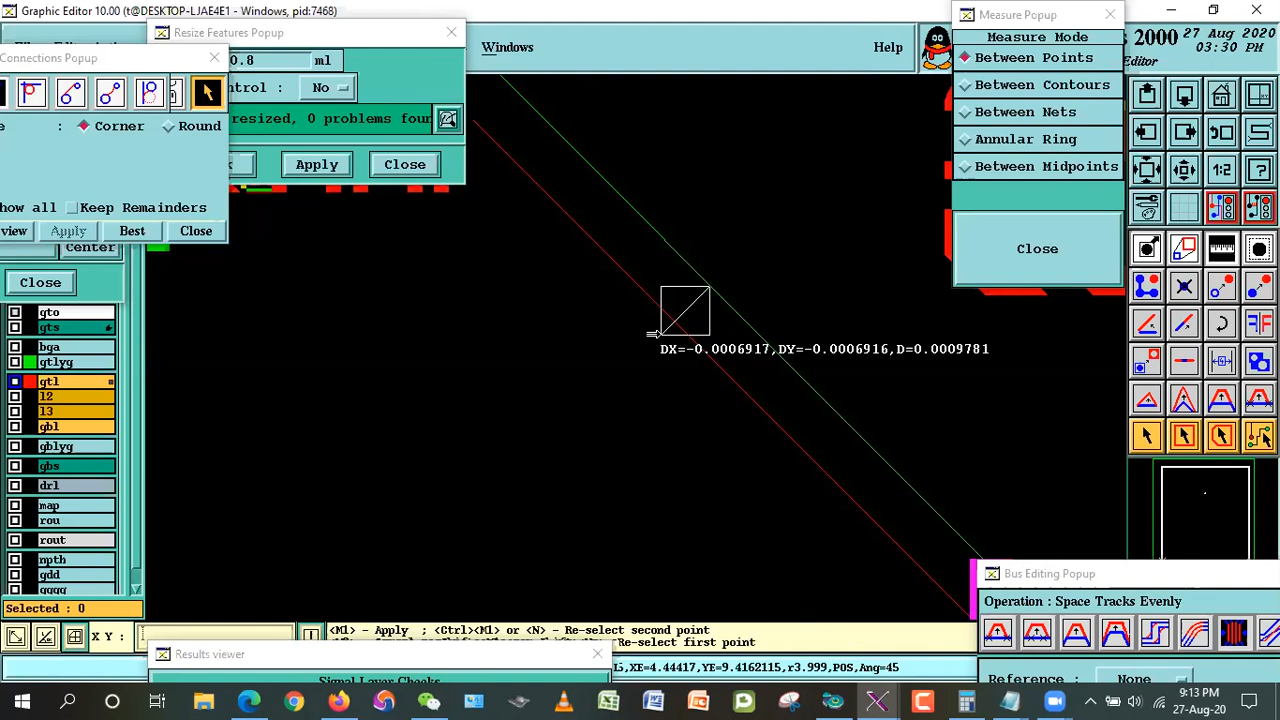 Graphic Editor 10.00 (t@DESKTOP-LJAE4E1 - Windows, pid:7468)
Resize Features Popup
Connections Popup
0.8
ml
ntrol :
No
resized, 0 problems foun
Apply
Close
: Corner Round
how all Keep Remainders
view Apply Best Close
Center
Close
Windows
Help
Measure Popup
Measure Mode
Between Points
Between Contours
Between Nets
Annular Ring
Between Midpoints
Close
2000
27 Aug 2020
03:30 PM
Editor
1:2
gto
gts
bga
gtlyg
gtl
l2
l3
gbl
gblyg
gbs
drl
map
rou
rout
npth
gdd
Selected : 0
DX=-0.0006917,DY=-0.0006916,D=0.0009781
X Y :
<M1> - Apply ; <Ctrl><M1> or <N> - Re-select second point
Re-select first point
XE=4.44417, YE=9.4162115, r3.999, POS, Ang=45
Results viewer
Signal Layer Checks
Bus Editing Popup
Operation : Space Tracks Evenly
Reference :
None
9:13 PM
27-Aug-20